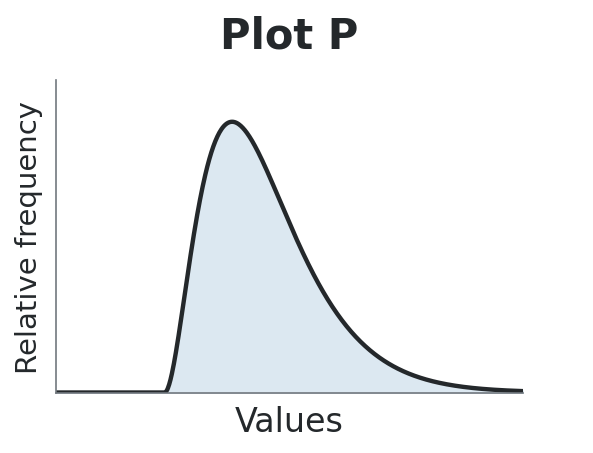 Plot P
Relative frequency
Values